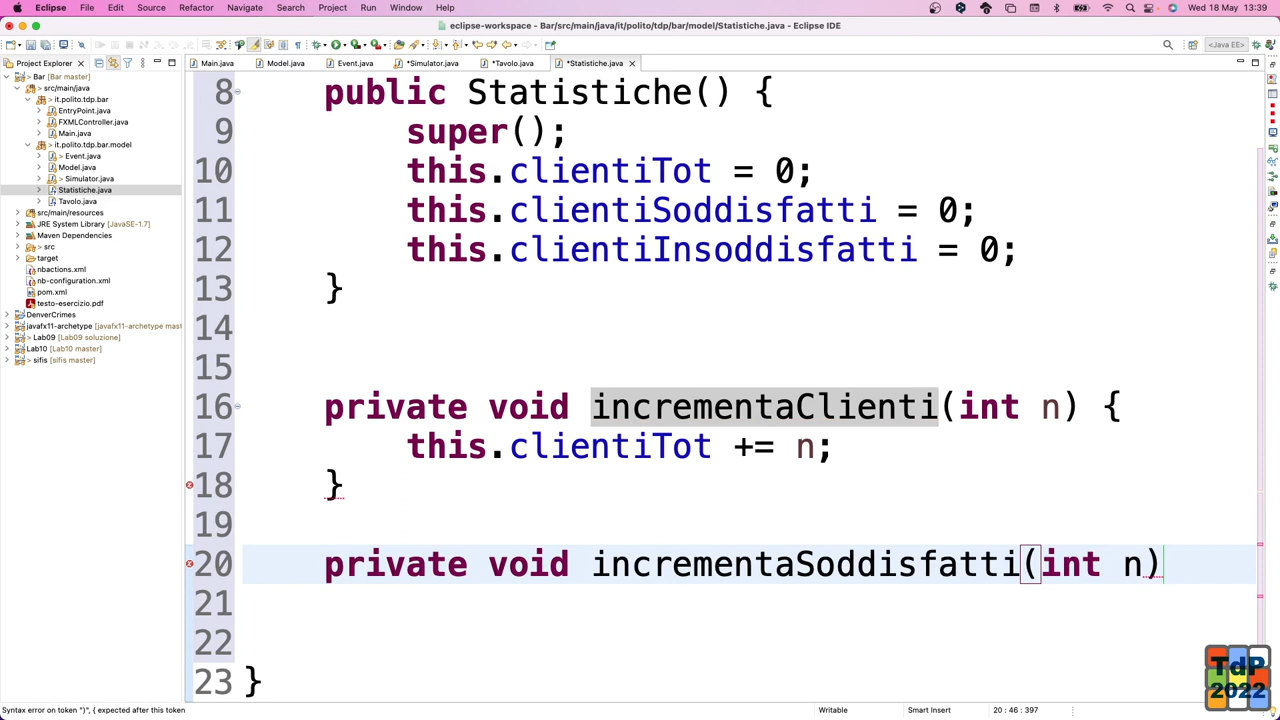 Eclipse File Edit Source Refactor Navigate Search Project Run Window Help Wed 18 May 13:39
eclipse-workspace - Bar/src/main/java/it/polito/tdp/bar/model/Statistiche.java - Eclipse IDE
<Java EE>
Project Explorer
Main.java Model.java Event.java *Simulator.java *Tavolo.java *Statistiche.java
> Bar [Bar master]
> src/main/java
it.polito.tdp.bar
EntryPoint.java
FXMLController.java
Main.java
> it.polito.tdp.bar.model
> Event.java
Model.java
> Simulator.java
Statistiche.java
Tavolo.java
src/main/resources
JRE System Library [JavaSE-1.7]
Maven Dependencies
> src
target
nbactions.xml
nb-configuration.xml
pom.xml
testo-esercizio.pdf
DenverCrimes
javafx11-archetype [javafx11-archetype mast
> Lab09 [Lab09 soluzione]
Lab10 [Lab10 master]
> sifis [sifis master]
8 public Statistiche() {
9 super();
10 this.clientiTot = 0;
11 this.clientiSoddisfatti = 0;
12 this.clientiInsoddisfatti = 0;
13 }
14
15
16 private void incrementaClienti(int n) {
17 this.clientiTot += n;
18 }
19
20 private void incrementaSoddisfatti(int n)
21
22
23 }
TdP
2022
Syntax error on token ")", { expected after this token Writable Smart Insert 20 : 46 : 397